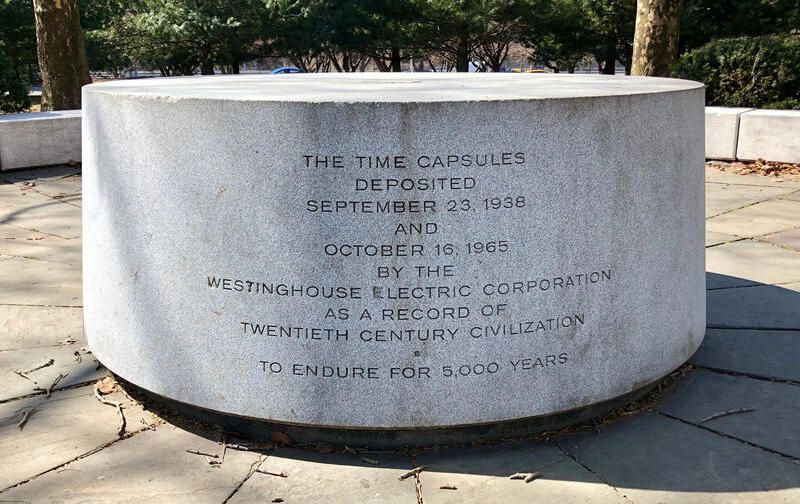 THE TIME CAPSULES
DEPOSITED
SEPTEMBER 23, 1938
AND
OCTOBER 16, 1965
BY THE
WESTINGHOUSE ELECTRIC CORPORATION
AS A RECORD OF
TWENTIETH CENTURY CIVILIZATION
TO ENDURE FOR 5,000 YEARS